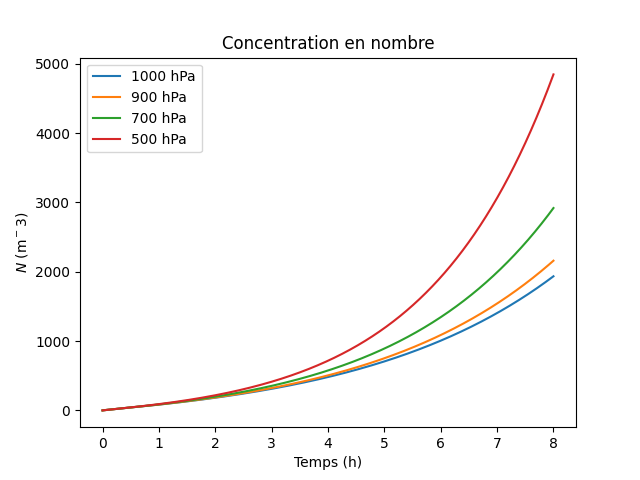 Concentration en nombre
5000
4000
3000
2000
1000
0
N (m⁻3)
1000 hPa
900 hPa
700 hPa
500 hPa
0 1 2 3 4 5 6 7 8
Temps (h)